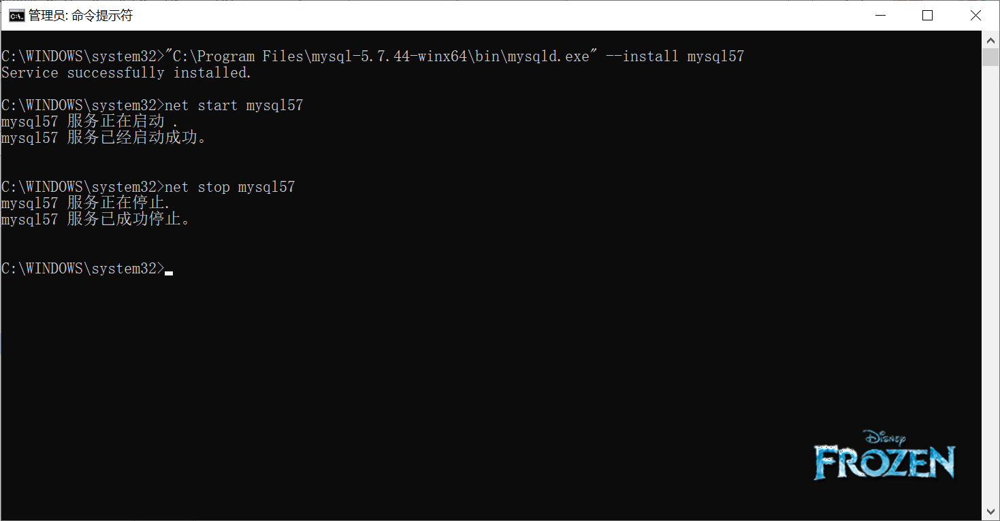 管理员: 命令提示符
C:\WINDOWS\system32>"C:\Program Files\mysql-5.7.44-winx64\bin\mysqld.exe" --install mysql57
Service successfully installed.
C:\WINDOWS\system32>net start mysql57
mysql57 服务正在启动 .
mysql57 服务已经启动成功。
C:\WINDOWS\system32>net stop mysql57
mysql57 服务正在停止.
mysql57 服务已成功停止。
C:\WINDOWS\system32>
Disney
FROZEN